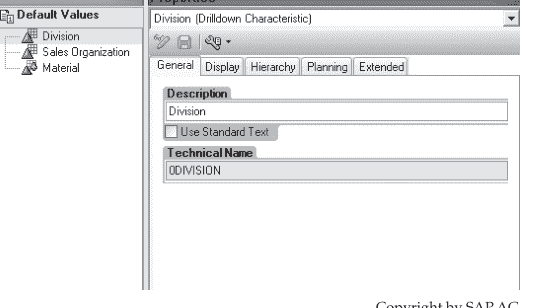 Properties
Default Values
Division
Sales Organization
Material
Division (Drilldown Characteristic)
General Display Hierarchy Planning Extended
Description
Division
Use Standard Text
Technical Name
0DIVISION
Copyright by SAP AG